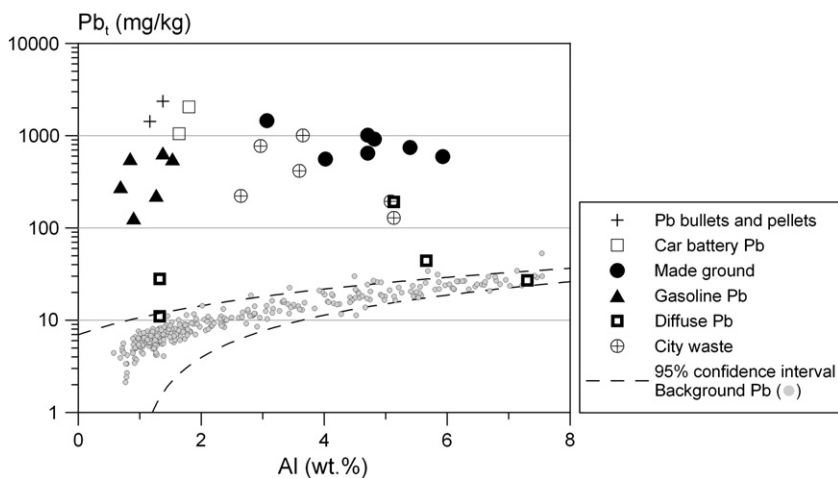 Pbt (mg/kg)
10000
1000
100
10
1
0 2 4 6 8
Al (wt.%)
Pb bullets and pellets
Car battery Pb
Made ground
Gasoline Pb
Diffuse Pb
City waste
95% confidence interval
Background Pb ( )